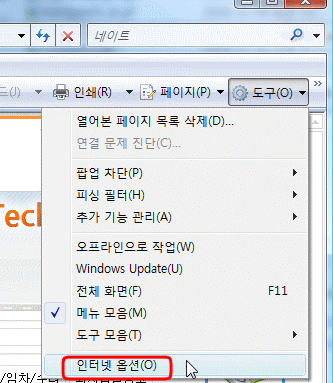 네이트
드(J)
인쇄(R)
페이지(P)
도구(O)
열어본 페이지 목록 삭제(D)...
연결 문제 진단(C)...
팝업 차단(P)
피싱 필터(H)
추가 기능 관리(A)
오프라인으로 작업(W)
Windows Update(U)
전체 화면(F) F11
메뉴 모음(M)
도구 모음(T)
인터넷 옵션(O)
Tech